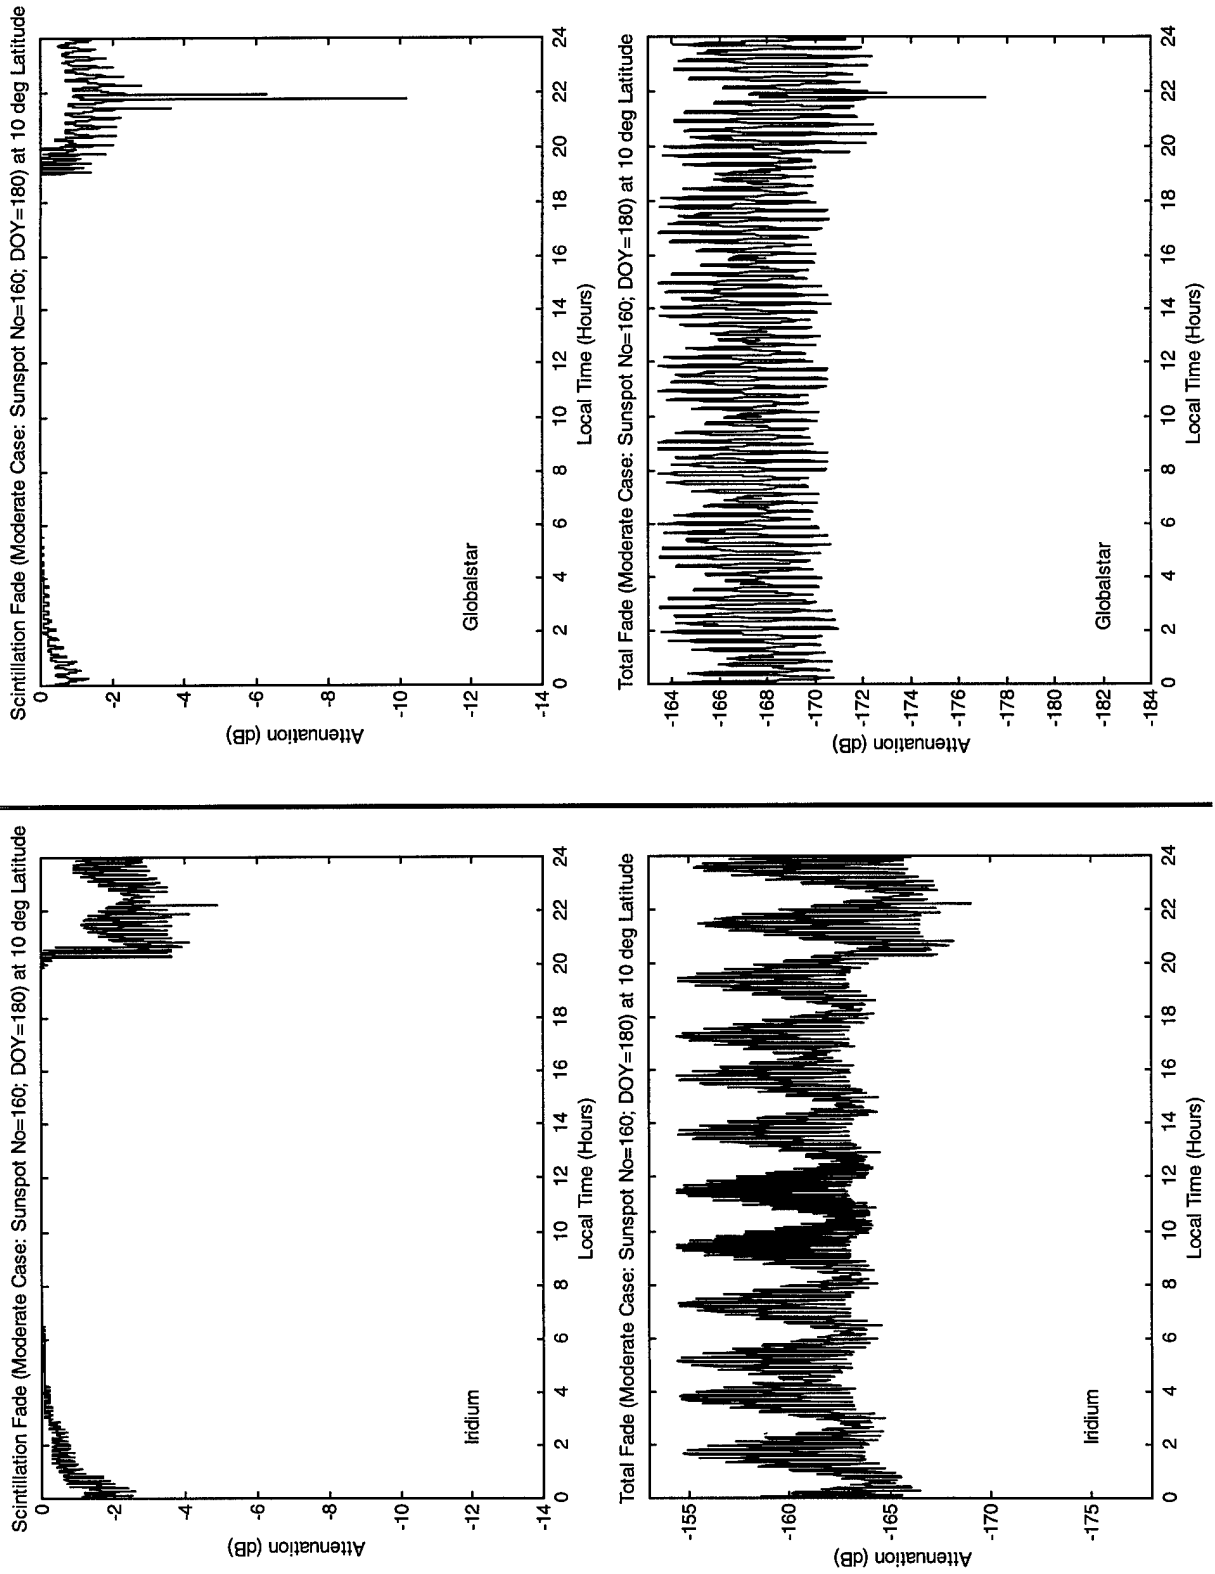 Scintillation Fade (Moderate Case: Sunspot No=160; DOY=180) at 10 deg Latitude
0
-2
-4
-6
-8
-10
-12
-14
Attenuation (dB)
Iridium
0 2 4 6 8 10 12 14 16 18 20 22 24
Local Time (Hours)
Total Fade (Moderate Case: Sunspot No=160; DOY=180) at 10 deg Latitude
-155
-160
-165
-170
-175
Attenuation (dB)
Iridium
0 2 4 6 8 10 12 14 16 18 20 22 24
Local Time (Hours)
Scintillation Fade (Moderate Case: Sunspot No=160; DOY=180) at 10 deg Latitude
0
-2
-4
-6
-8
-10
-12
-14
Attenuation (dB)
Globalstar
0 2 4 6 8 10 12 14 16 18 20 22 24
Local Time (Hours)
Total Fade (Moderate Case: Sunspot No=160; DOY=180) at 10 deg Latitude
-164
-166
-168
-170
-172
-174
-176
-178
-180
-182
-184
Attenuation (dB)
Globalstar
0 2 4 6 8 10 12 14 16 18 20 22 24
Local Time (Hours)